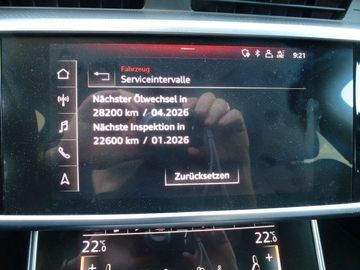 9:21
Fahrzeug
Serviceintervalle
Nächster Ölwechsel in
28200 km / 04.2026
Nächste Inspektion in
22600 km / 01.2026
Zurücksetzen
22°
22°